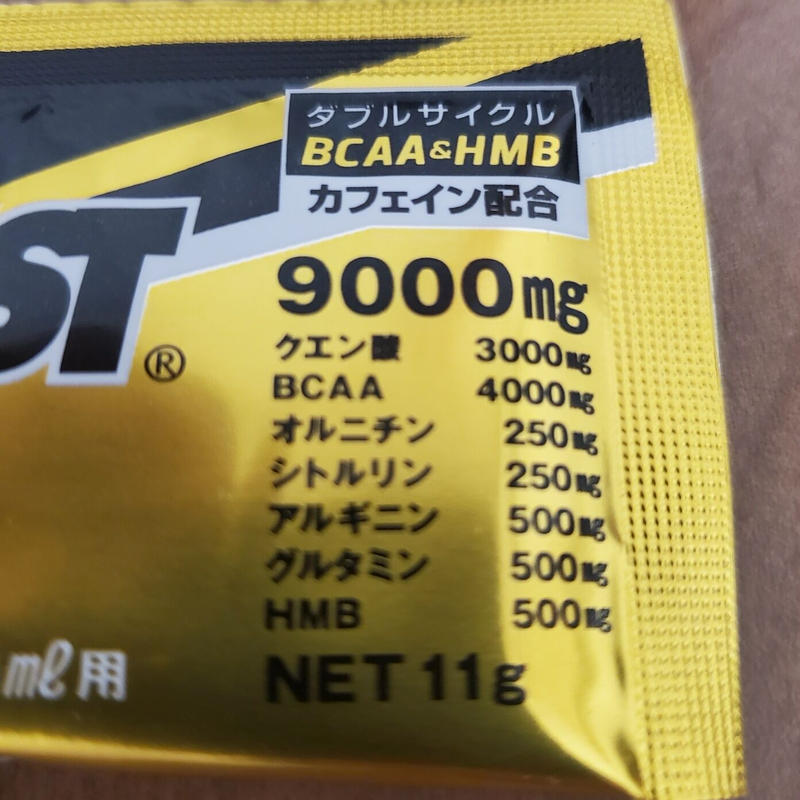 ダブルサイクル
BCAA&HMB
カフェイン配合
ST®
9000mg
クエン酸 3000mg
BCAA 4000mg
オルニチン 250mg
シトルリン 250mg
アルギニン 500mg
グルタミン 500mg
HMB 500mg
mℓ用
NET 11g